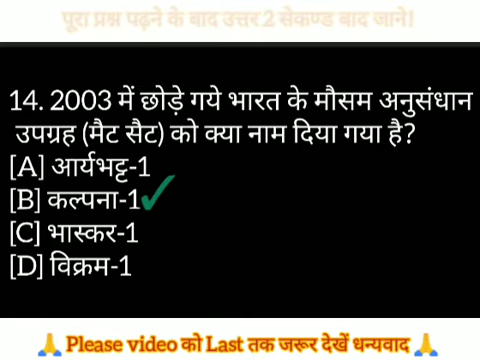 पूरा प्रश्न पढ़ने के बाद उत्तर 2 सेकण्ड बाद जाने!
14. 2003 में छोड़े गये भारत के मौसम अनुसंधान
उपग्रह (मैट सैट) को क्या नाम दिया गया है?
[A] आर्यभट्ट-1
[B] कल्पना-1
[C] भास्कर-1
[D] विक्रम-1
🙏 Please video को Last तक जरूर देखें धन्यवाद 🙏